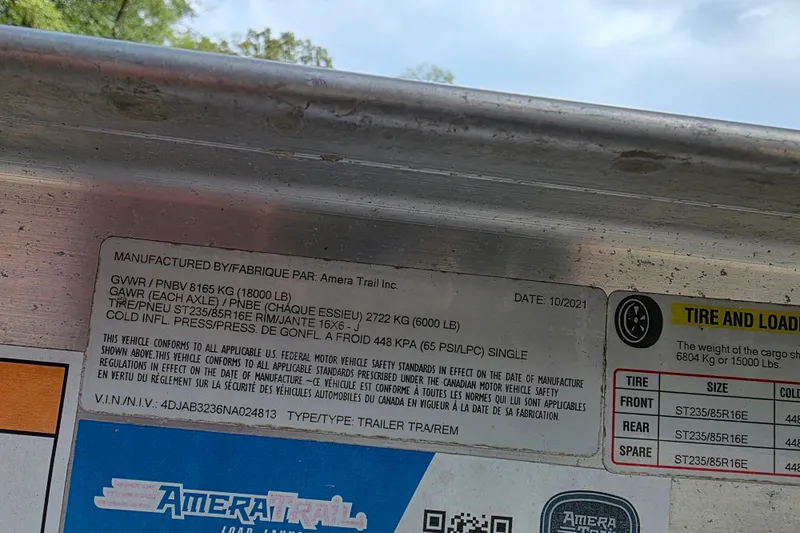 MANUFACTURED BY/FABRIQUE PAR: Amera Trail Inc.
DATE: 10/2021
GVWR / PNBV 8165 KG (18000 LB)
GAWR (EACH AXLE) / PNBE (CHAQUE ESSIEU) 2722 KG (6000 LB)
TIRE/PNEU ST235/85R16E RIM/JANTE 16X6 - J
COLD INFL. PRESS/PRESS. DE GONFL. A FROID 448 KPA (65 PSI/LPC) SINGLE
THIS VEHICLE CONFORMS TO ALL APPLICABLE U.S. FEDERAL MOTOR VEHICLE SAFETY STANDARDS IN EFFECT ON THE DATE OF MANUFACTURE
SHOWN ABOVE.THIS VEHICLE CONFORMS TO ALL APPLICABLE STANDARDS PRESCRIBED UNDER THE CANADIAN MOTOR VEHICLE SAFETY
REGULATIONS IN EFFECT ON THE DATE OF MANUFACTURE.—CE VÉHICULE EST CONFORME À TOUTES LES NORMES QUI LUI SONT APPLICABLES
EN VERTU DU RÉGLEMENT SUR LA SÉCURITÉ DES VÉHICULES AUTOMOBILES DU CANADA EN VIGUEUR À LA DATE DE SA FABRICATION.
V.I.N./N.I.V.: 4DJAB3236NA024813 TYPE/TYPE: TRAILER TRA/REM
TIRE AND LOADI
The weight of the cargo sh
6804 Kg or 15000 Lbs.
TIRE SIZE COLD
FRONT ST235/85R16E 448
REAR ST235/85R16E 448
SPARE ST235/85R16E 448
AMERATRAIL
AMERA